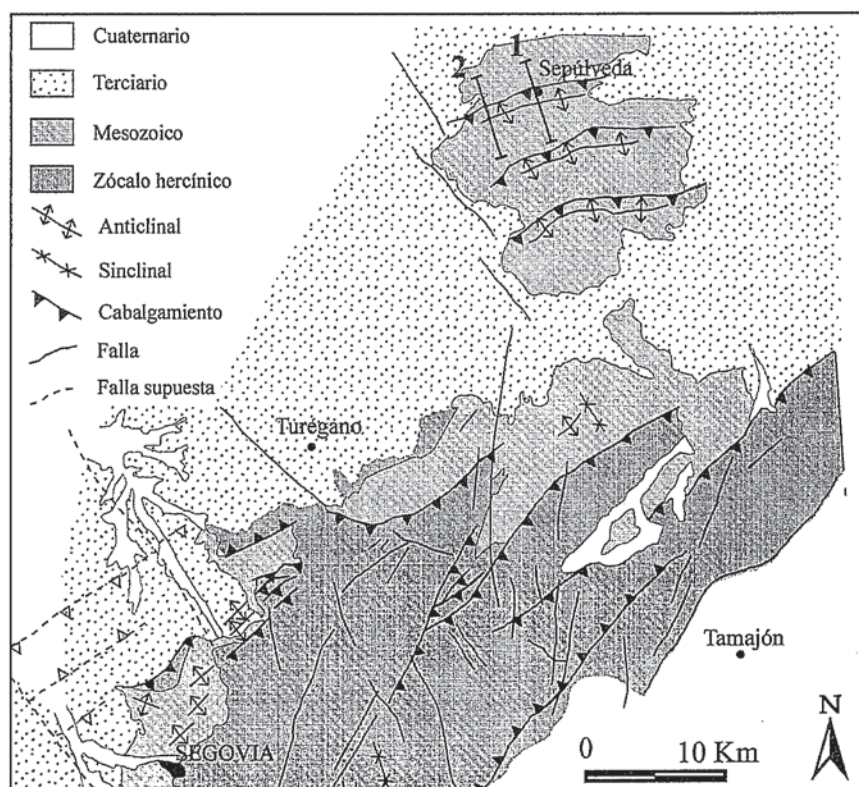 Cuaternario
Terciario
Mesozoico
Zócalo hercínico
Anticlinal
Sinclinal
Cabalgamiento
Falla
Falla supuesta
1
2
Sepúlveda
Turégano
Tamajón
SEGOVIA
N
0 10 Km